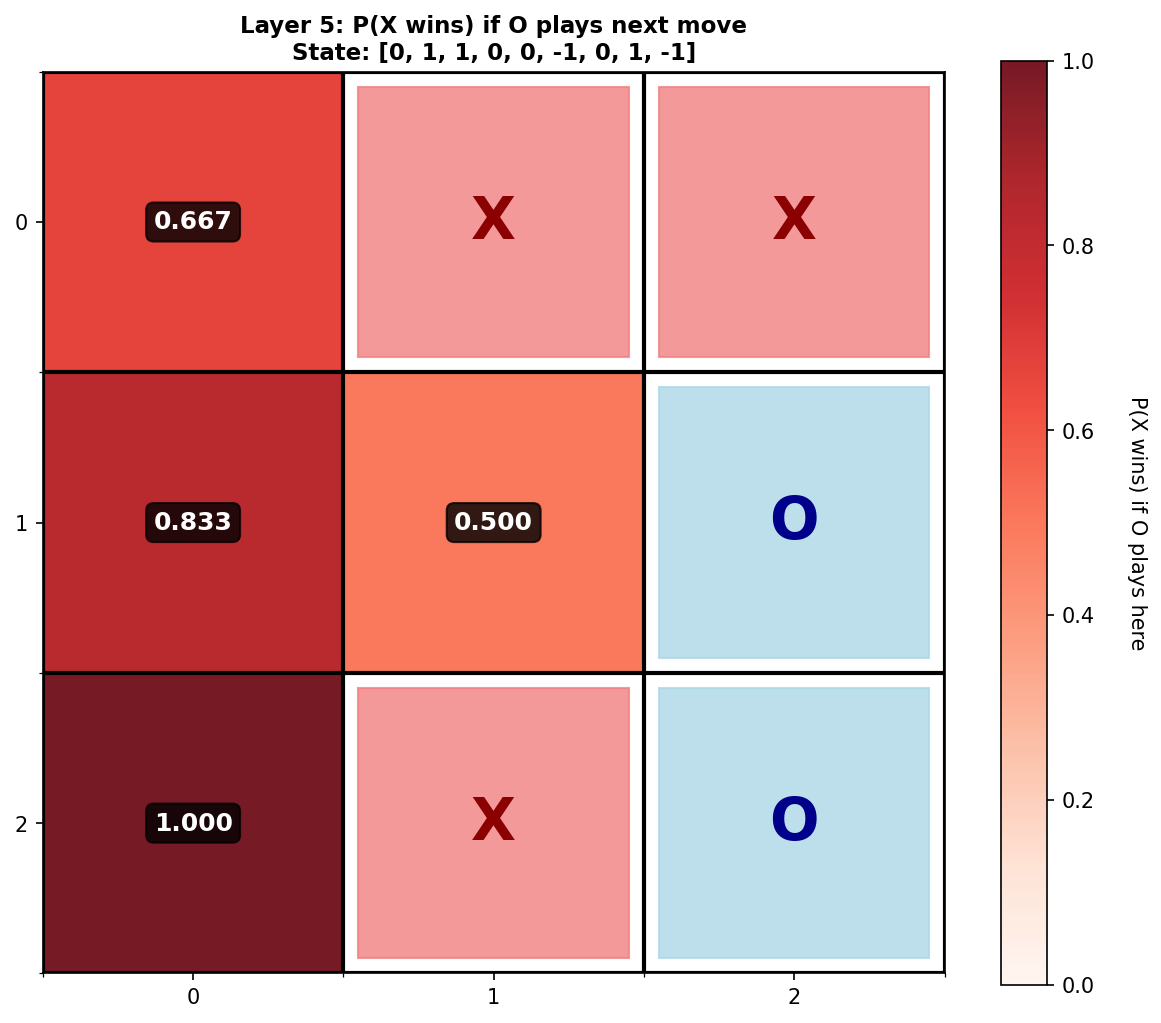 Layer 5: P(X wins) if O plays next move
State: [0, 1, 1, 0, 0, -1, 0, 1, -1]
0
0.667
X
X
1
0.833
0.500
O
2
1.000
X
O
0
1
2
1.0
0.8
0.6
0.4
0.2
0.0
P(X wins) if O plays here